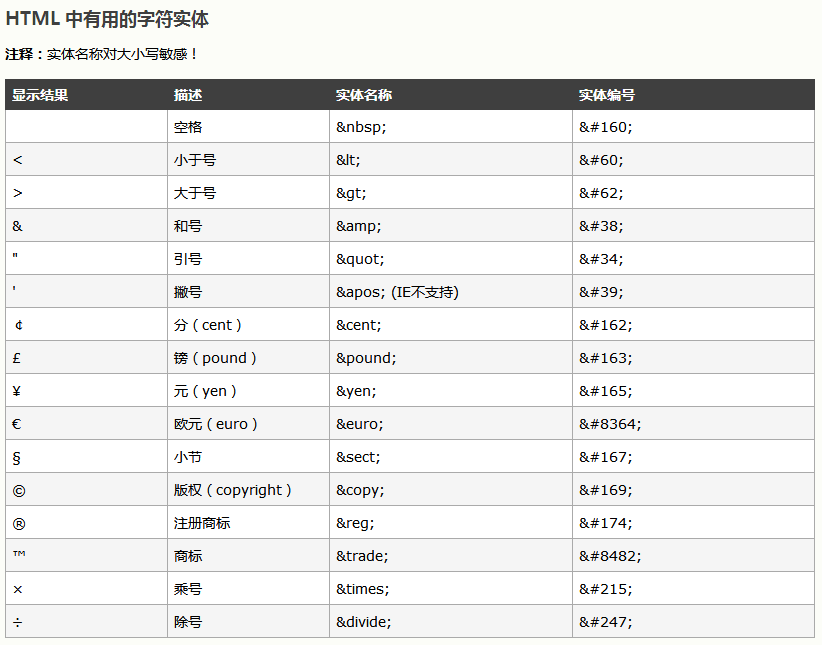 HTML 中有用的字符实体
注释：实体名称对大小写敏感！
显示结果 描述 实体名称 实体编号
空格 &nbsp; &#160;
< 小于号 &lt; &#60;
> 大于号 &gt; &#62;
& 和号 &amp; &#38;
" 引号 &quot; &#34;
' 撇号 &apos; (IE不支持) &#39;
¢ 分（cent） &cent; &#162;
£ 镑（pound） &pound; &#163;
¥ 元（yen） &yen; &#165;
€ 欧元（euro） &euro; &#8364;
§ 小节 &sect; &#167;
© 版权（copyright） &copy; &#169;
® 注册商标 &reg; &#174;
™ 商标 &trade; &#8482;
× 乘号 &times; &#215;
÷ 除号 &divide; &#247;